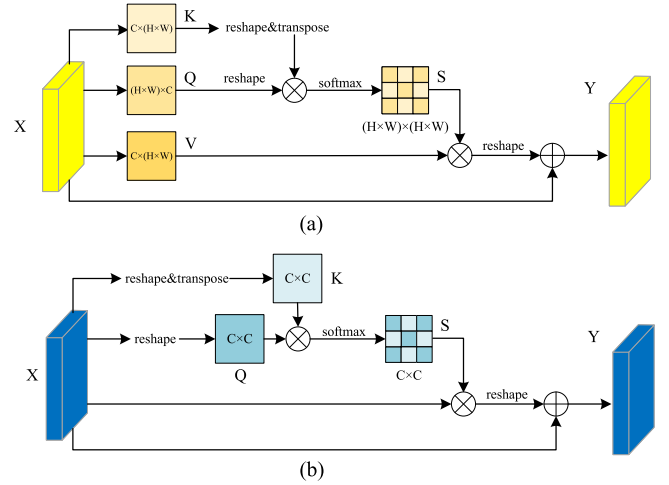 K
C×(H×W)
reshape&transpose
Q
(H×W)×C
reshape
softmax
S
(H×W)×(H×W)
X
Y
V
C×(H×W)
reshape
(a)
reshape&transpose
C×C
K
reshape
C×C
Q
softmax
S
C×C
X
Y
reshape
(b)